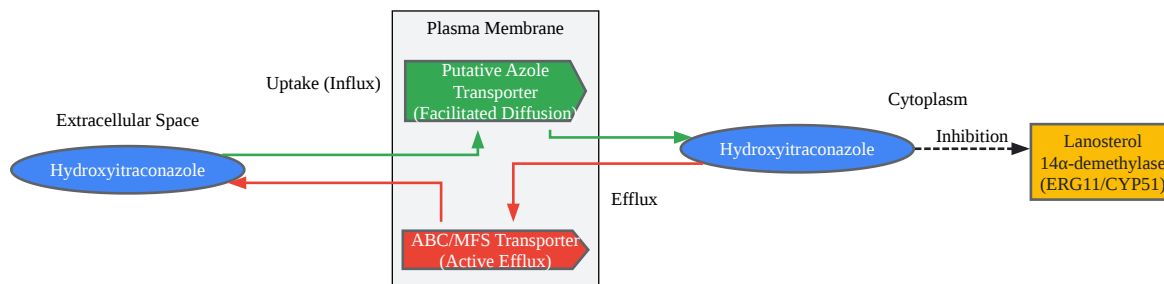 Plasma Membrane
Uptake (Influx)
Putative Azole
Transporter
(Facilitated Diffusion)
Extracellular Space
Hydroxyitraconazole
Cytoplasm
Hydroxyitraconazole
Inhibition
Lanosterol
14α-demethylase
(ERG11/CYP51)
Efflux
ABC/MFS Transporter
(Active Efflux)